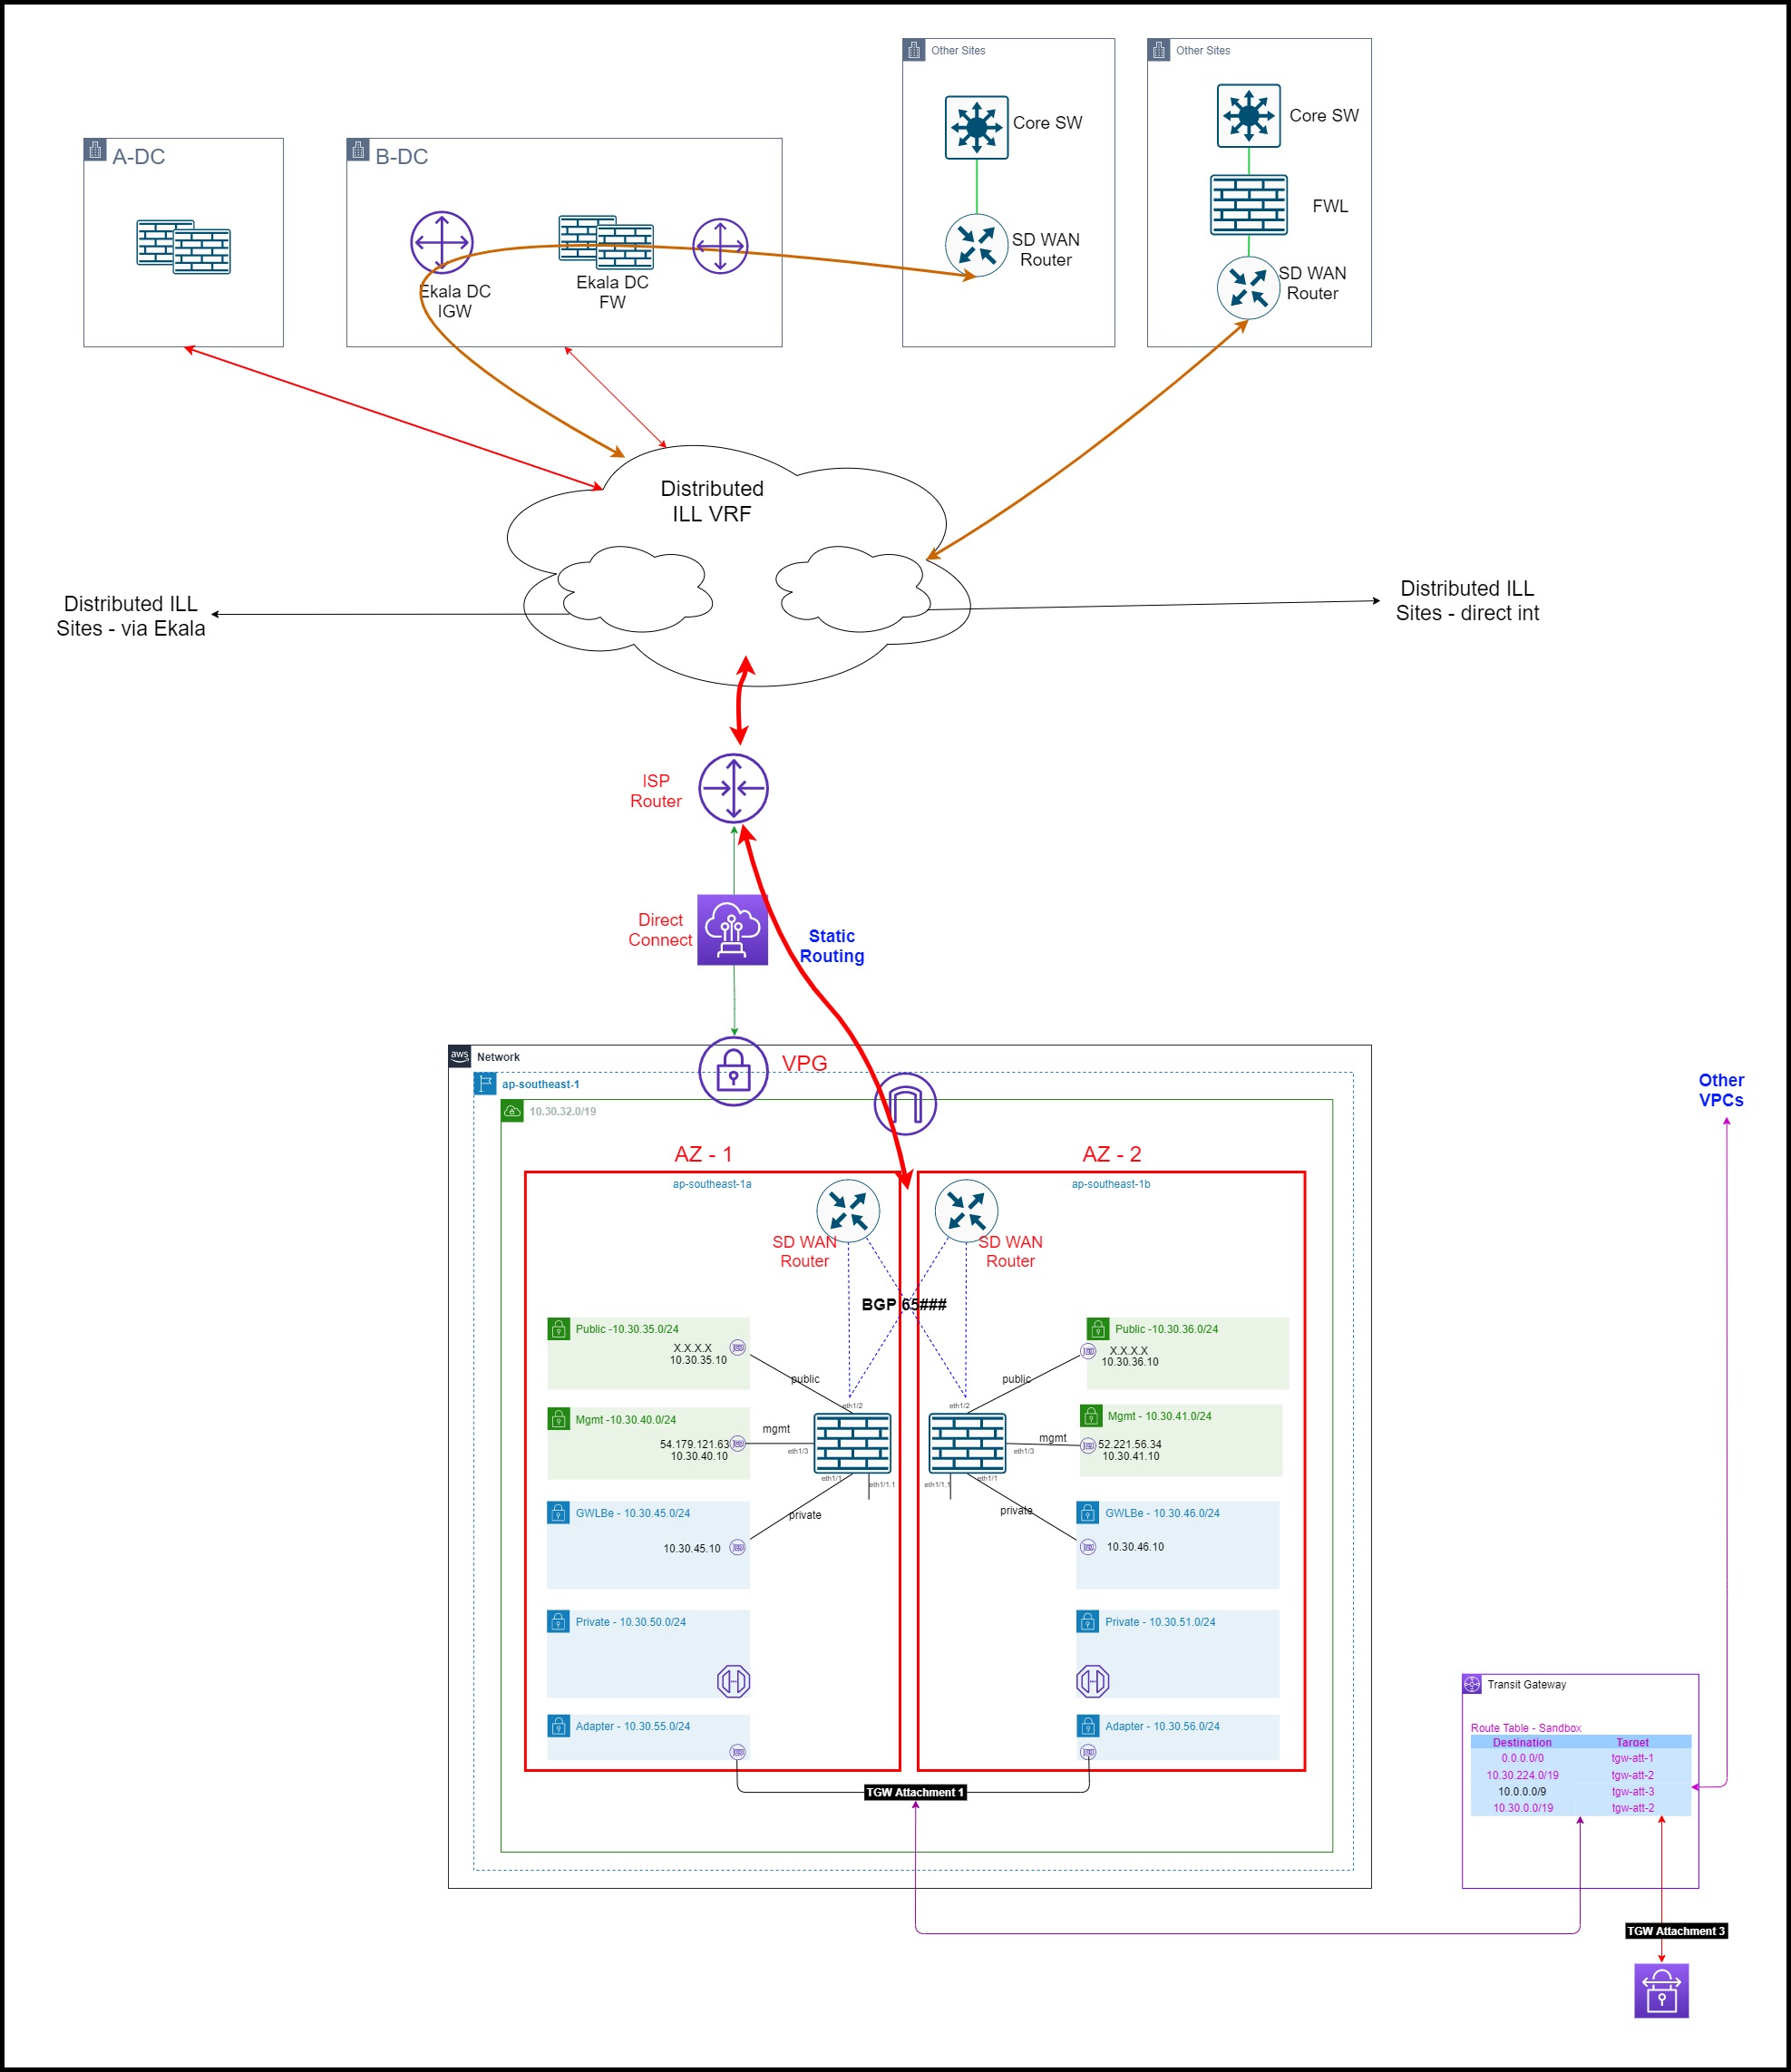 Other Sites
Other Sites
Core SW
Core SW
A-DC
B-DC
FWL
SD WAN
Router
SD WAN
Router
Ekala DC
IGW
Ekala DC
FW
Distributed
ILL VRF
Distributed ILL
Sites - via Ekala
Distributed ILL
Sites - direct int
ISP
Router
Direct
Connect
Static
Routing
aws
Network
VPG
ap-southeast-1
10.30.32.0/19
Other
VPCs
AZ - 1
AZ - 2
ap-southeast-1a
ap-southeast-1b
SD WAN
Router
SD WAN
Router
BGP 65###
Public -10.30.35.0/24
X.X.X.X
10.30.35.10
public
Public -10.30.36.0/24
X.X.X.X
10.30.36.10
public
eth1/2
eth1/2
Mgmt -10.30.40.0/24
54.179.121.63
10.30.40.10
mgmt
eth1/3
Mgmt - 10.30.41.0/24
52.221.56.34
10.30.41.10
mgmt
eth1/3
eth1/1
eth1/1.1
eth1/1.1
eth1/1
GWLBe - 10.30.45.0/24
10.30.45.10
private
GWLBe - 10.30.46.0/24
10.30.46.10
private
Private - 10.30.50.0/24
Private - 10.30.51.0/24
Adapter - 10.30.55.0/24
Adapter - 10.30.56.0/24
TGW Attachment 1
Transit Gateway
Route Table - Sandbox
Destination Target
0.0.0.0/0 tgw-att-1
10.30.224.0/19 tgw-att-2
10.0.0.0/9 tgw-att-3
10.30.0.0/19 tgw-att-2
TGW Attachment 3